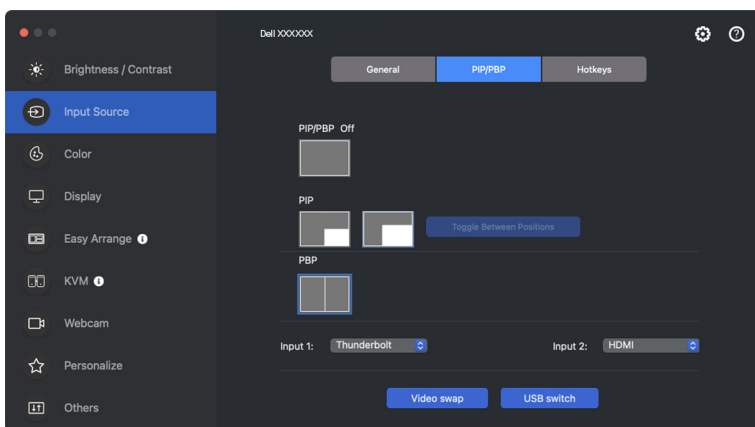 Dell XXXXXX
Brightness / Contrast
Input Source
Color
Display
Easy Arrange
KVM
Webcam
Personalize
Others
General
PIP/PBP
Hotkeys
PIP/PBP Off
PIP
Toggle Between Positions
PBP
Input 1:
Thunderbolt
Input 2:
HDMI
Video swap
USB switch